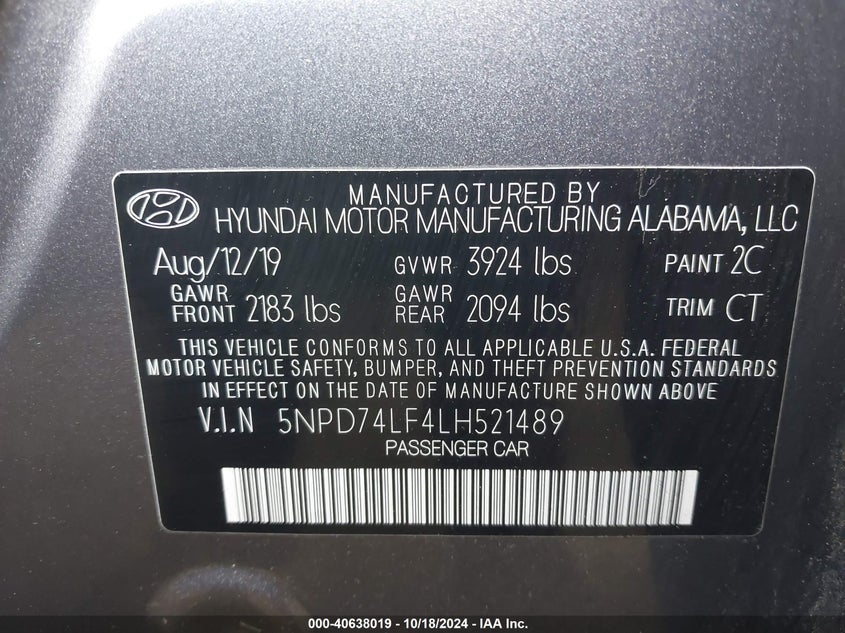 MANUFACTURED BY
HYUNDAI MOTOR MANUFACTURING ALABAMA, LLC
Aug/12/19 GVWR 3924 lbs PAINT 2C
GAWR FRONT 2183 lbs GAWR REAR 2094 lbs TRIM CT
THIS VEHICLE CONFORMS TO ALL APPLICABLE U.S.A. FEDERAL
MOTOR VEHICLE SAFETY, BUMPER, AND THEFT PREVENTION STANDARDS
IN EFFECT ON THE DATE OF MANUFACTURE SHOWN ABOVE
V.I.N 5NPD74LF4LH521489
PASSENGER CAR
000-40638019 - 10/18/2024 - IAA Inc.